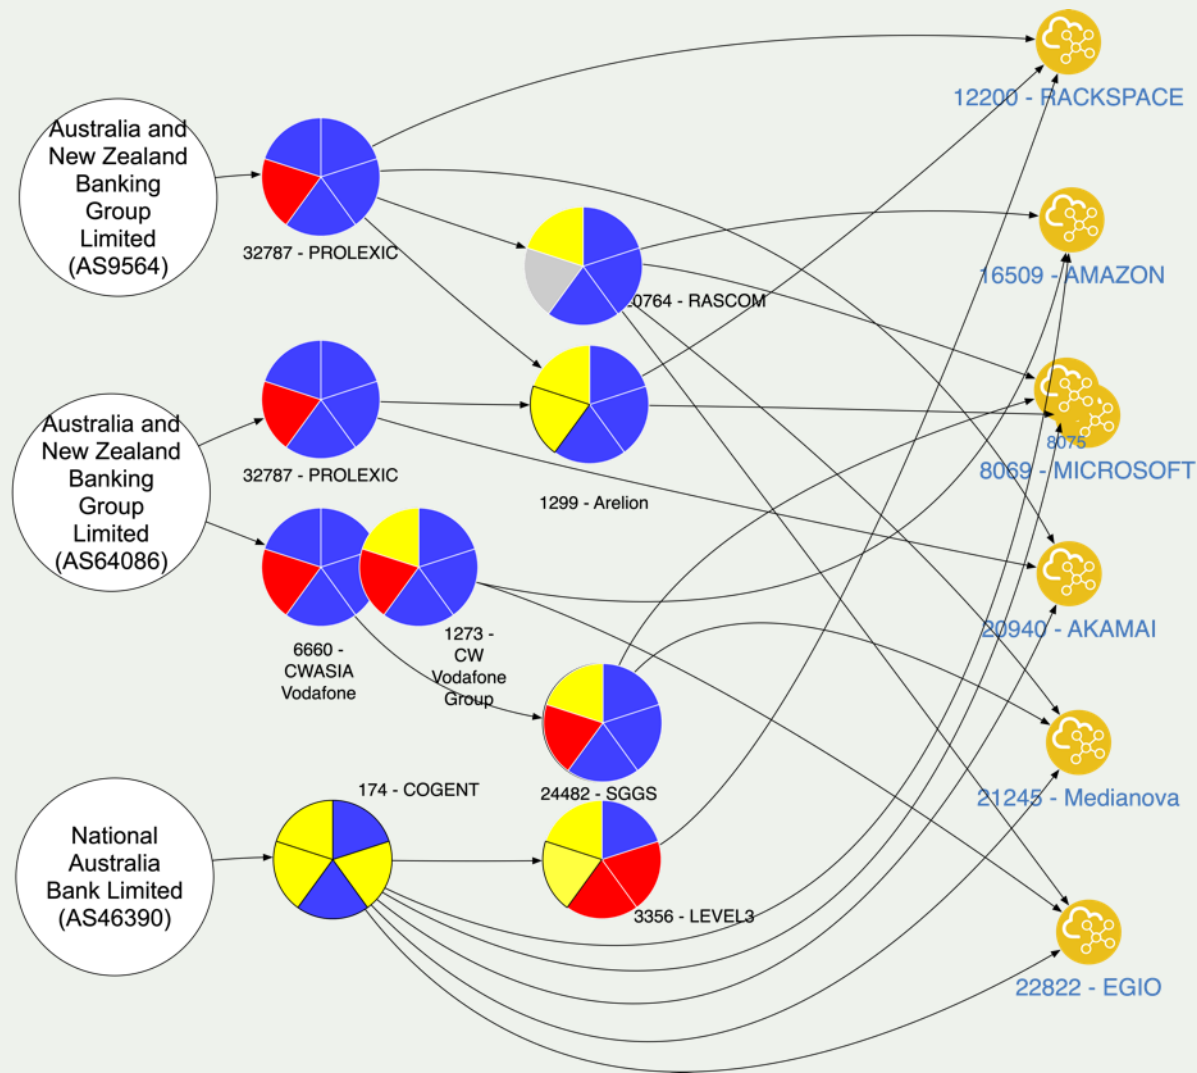 12200 - RACKSPACE
Australia and
New Zealand
Banking
Group
Limited
(AS9564)
32787 - PROLEXIC
16509 - AMAZON
0764 - RASCOM
Australia and
New Zealand
Banking
Group
Limited
(AS64086)
32787 - PROLEXIC
8075
8069 - MICROSOFT
1299 - Arelion
6660 -
CWASIA
Vodafone
1273 -
CW
Vodafone
Group
20940 - AKAMAI
174 - COGENT
24482 - SGGS
21245 - Medianova
National
Australia
Bank Limited
(AS46390)
3356 - LEVEL3
22822 - EGIO